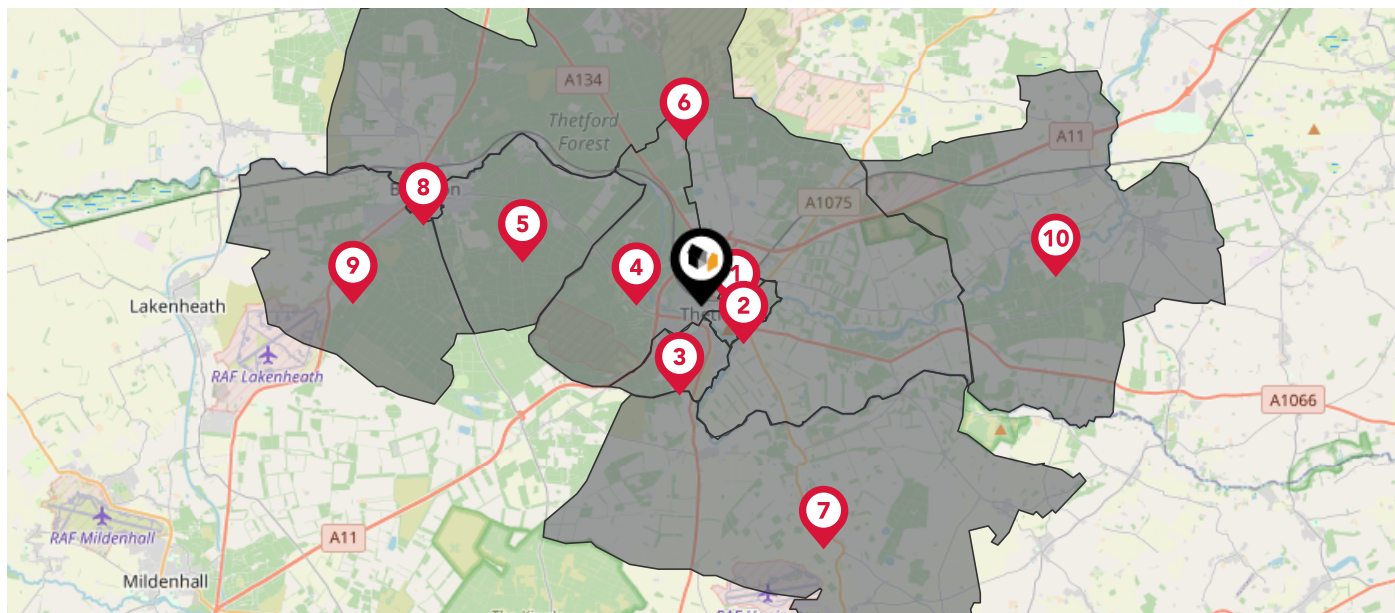 A134
6
Thetford
Forest
A11
8
A1075
5
10
4
1
9
2
Lakenheath
3
RAF Lakenheath
A1066
7
RAF Mildenhall
A11
Mildenhall